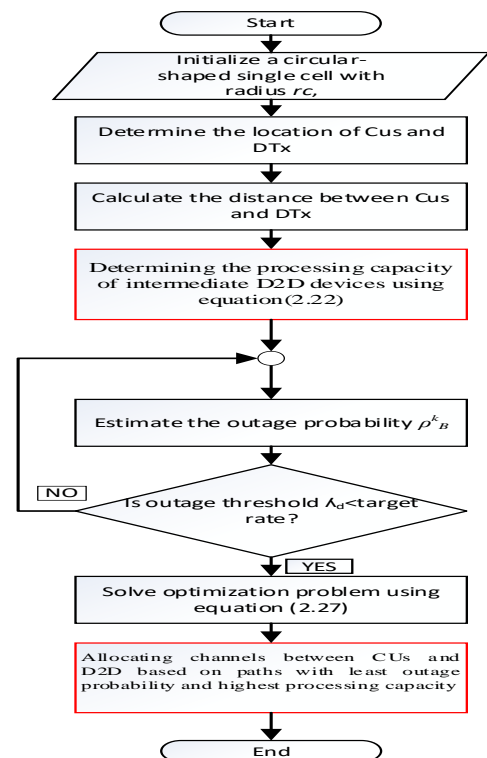 Start
Initialize a circular-
shaped single cell with
radius rc,
Determine the location of Cus and
DTx
Calculate the distance between Cus
and DTx
Determining the processing capacity
of intermediate D2D devices using
equation(2.22)
Estimate the outage probability ρᵏ_B
NO
Is outage threshold ʎd<target
rate?
YES
Solve optimization problem using
equation (2.27)
Allocating channels between CUs and
D2D based on paths with least outage
probability and highest processing capacity
End